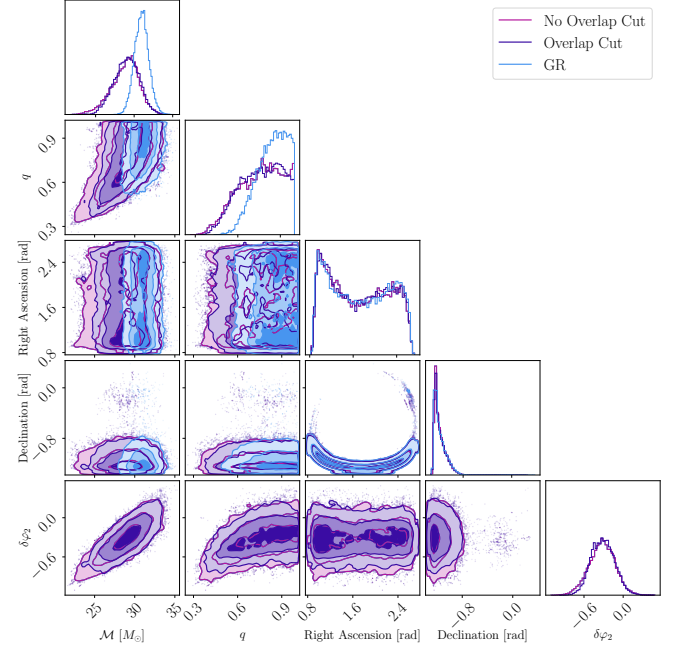 No Overlap Cut
Overlap Cut
GR
0.9
0.6
0.3
q
2.4
1.6
0.8
Right Ascension [rad]
0.0
−0.8
Declination [rad]
0.0
−0.6
δφ₂
25
30
35
ℳ [M⊙]
0.3
0.6
0.9
q
0.8
1.6
2.4
Right Ascension [rad]
−0.8
0.0
Declination [rad]
−0.6
0.0
δφ₂